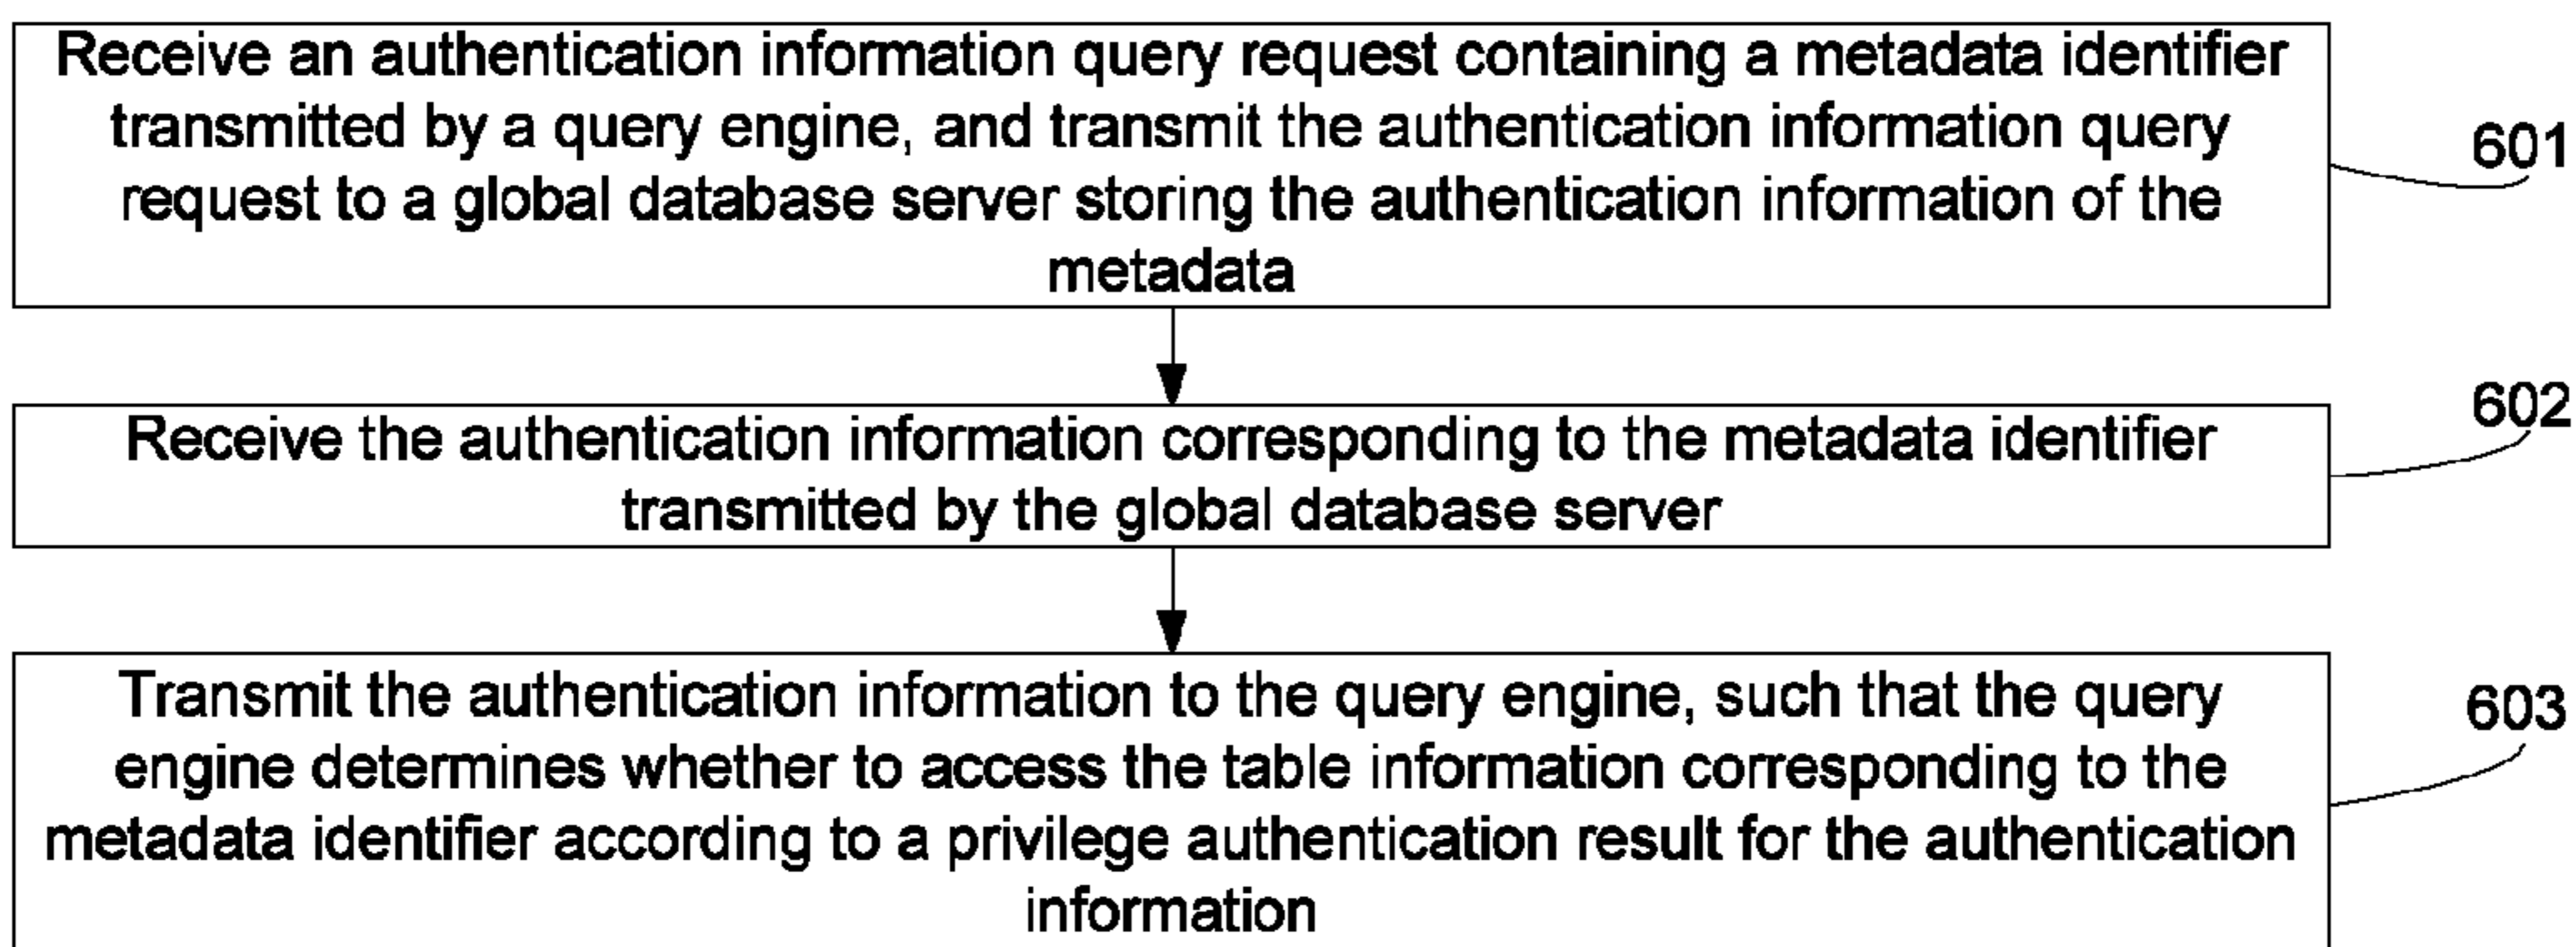 Receive an authentication information query request containing a metadata identifier
transmitted by a query engine, and transmit the authentication information query
request to a global database server storing the authentication information of the
metadata
601
Receive the authentication information corresponding to the metadata identifier
transmitted by the global database server
602
Transmit the authentication information to the query engine, such that the query
engine determines whether to access the table information corresponding to the
metadata identifier according to a privilege authentication result for the authentication
information
603